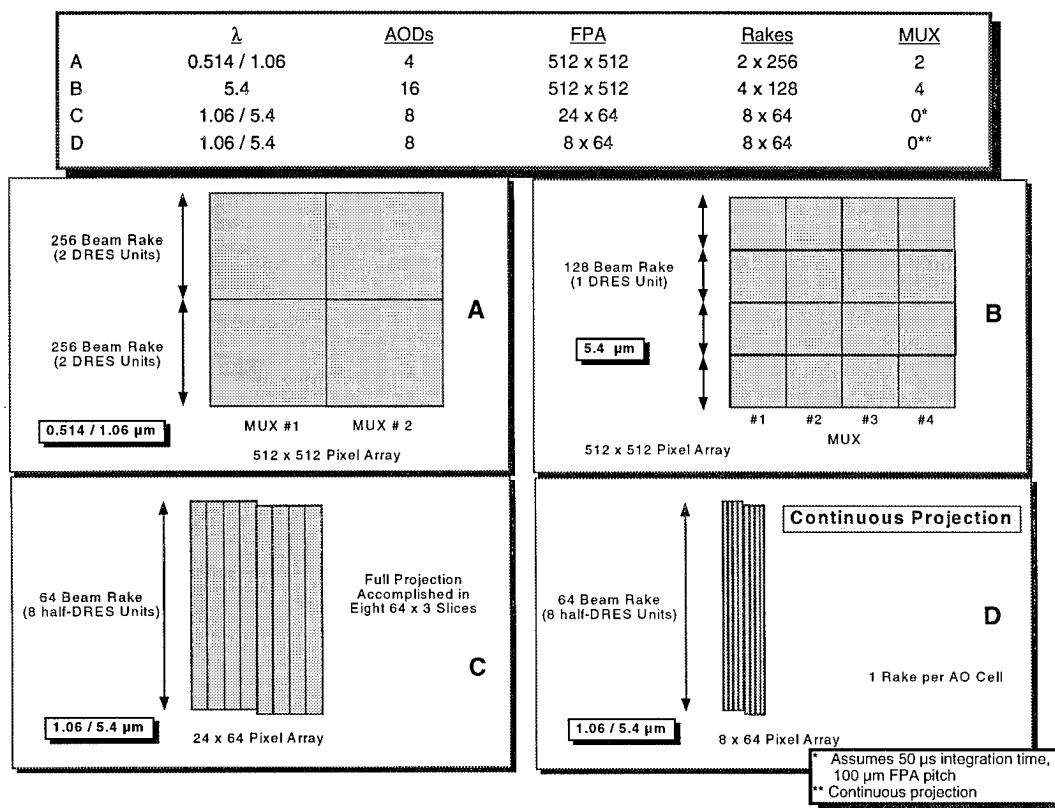 λ AODs FPA Rakes MUX
A 0.514 / 1.06 4 512 x 512 2 x 256 2
B 5.4 16 512 x 512 4 x 128 4
C 1.06 / 5.4 8 24 x 64 8 x 64 0*
D 1.06 / 5.4 8 8 x 64 8 x 64 0**
256 Beam Rake
(2 DRES Units)
256 Beam Rake
(2 DRES Units)
A
0.514 / 1.06 µm
MUX #1 MUX # 2
512 x 512 Pixel Array
128 Beam Rake
(1 DRES Unit)
B
5.4 µm
#1 #2 #3 #4
MUX
512 x 512 Pixel Array
64 Beam Rake
(8 half-DRES Units)
Full Projection
Accomplished in
Eight 64 x 3 Slices
C
1.06 / 5.4 µm
24 x 64 Pixel Array
Continuous Projection
64 Beam Rake
(8 half-DRES Units)
D
1 Rake per AO Cell
1.06 / 5.4 µm
8 x 64 Pixel Array
* Assumes 50 µs integration time,
100 µm FPA pitch
** Continuous projection